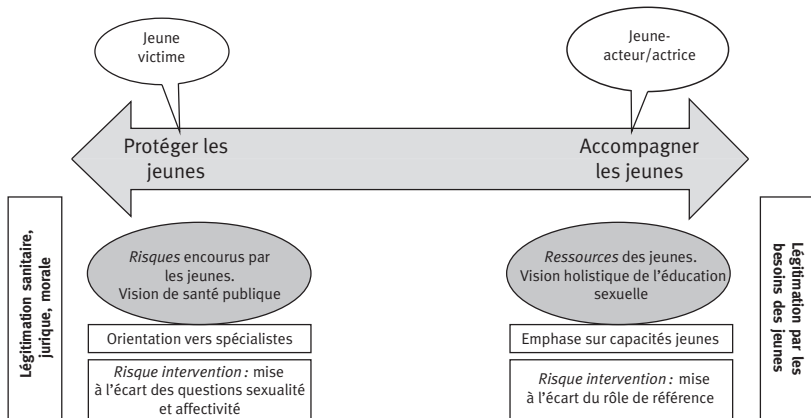 Jeune
victime
Jeune-
acteur/actrice
Protéger les
jeunes
Accompagner
les jeunes
Légitimation sanitaire,
jurique, morale
Risques encourus par
les jeunes.
Vision de santé publique
Orientation vers spécialistes
Risque intervention : mise
à l’écart des questions sexualité
et affectivité
Ressources des jeunes.
Vision holistique de l’éducation
sexuelle
Emphase sur capacités jeunes
Risque intervention : mise
à l’écart du rôle de référence
Légitimation par les
besoins des jeunes